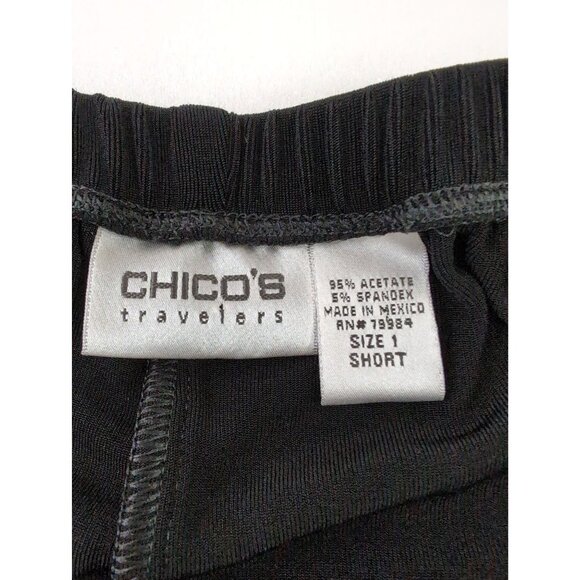 CHICO'S
travelers
95% ACETATE
5% SPANDEX
MADE IN MEXICO
RN# 79984
SIZE 1
SHORT